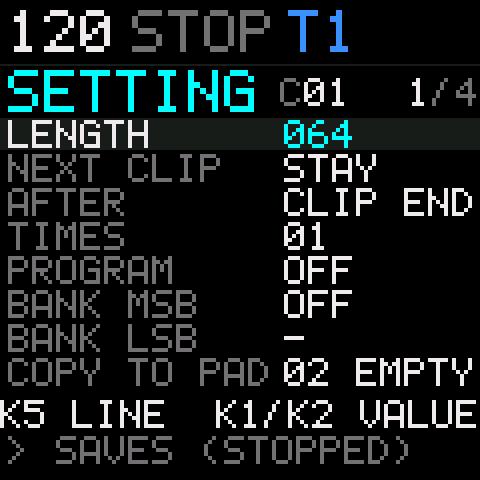 120 STOP T1
SETTING C01 1/4
LENGTH 064
NEXT CLIP STAY
AFTER CLIP END
TIMES 01
PROGRAM OFF
BANK MSB OFF
BANK LSB –
COPY TO PAD 02 EMPTY
K5 LINE K1/K2 VALUE
> SAVES (STOPPED)